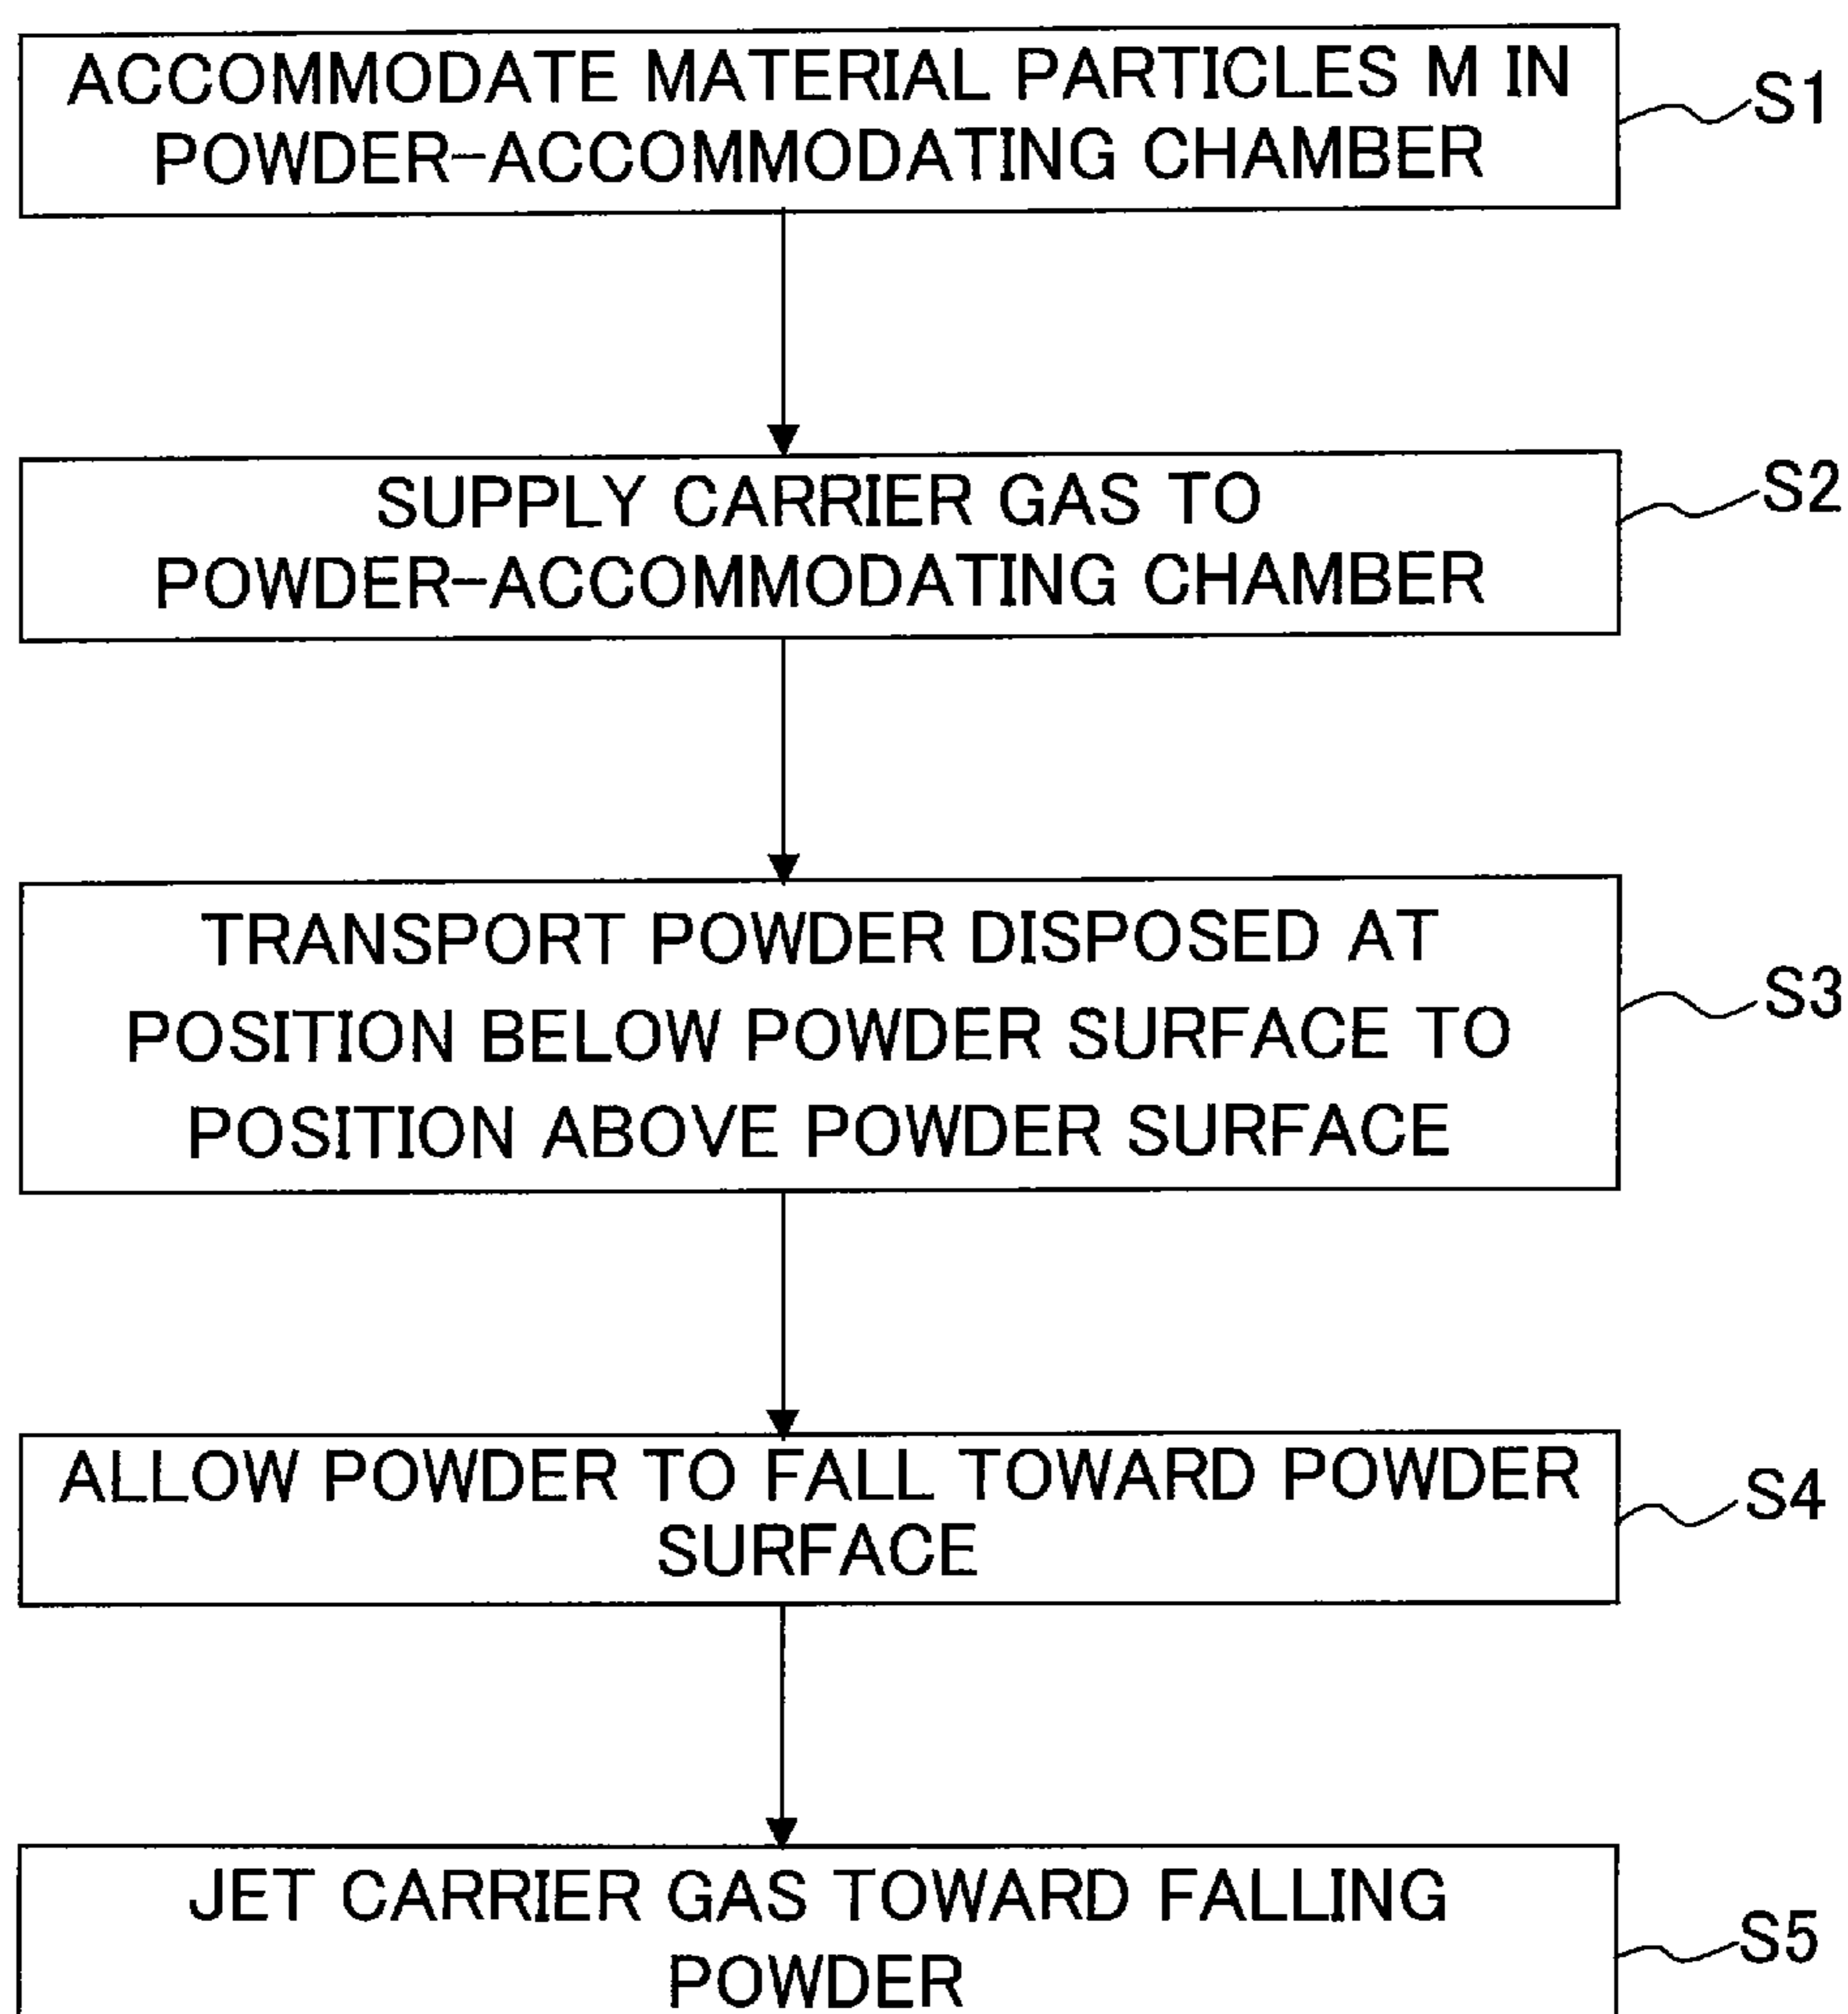 ACCOMMODATE MATERIAL PARTICLES M IN
POWDER-ACCOMMODATING CHAMBER
S1
SUPPLY CARRIER GAS TO
POWDER-ACCOMMODATING CHAMBER
S2
TRANSPORT POWDER DISPOSED AT
POSITION BELOW POWDER SURFACE TO
POSITION ABOVE POWDER SURFACE
S3
ALLOW POWDER TO FALL TOWARD POWDER
SURFACE
S4
JET CARRIER GAS TOWARD FALLING
POWDER
S5